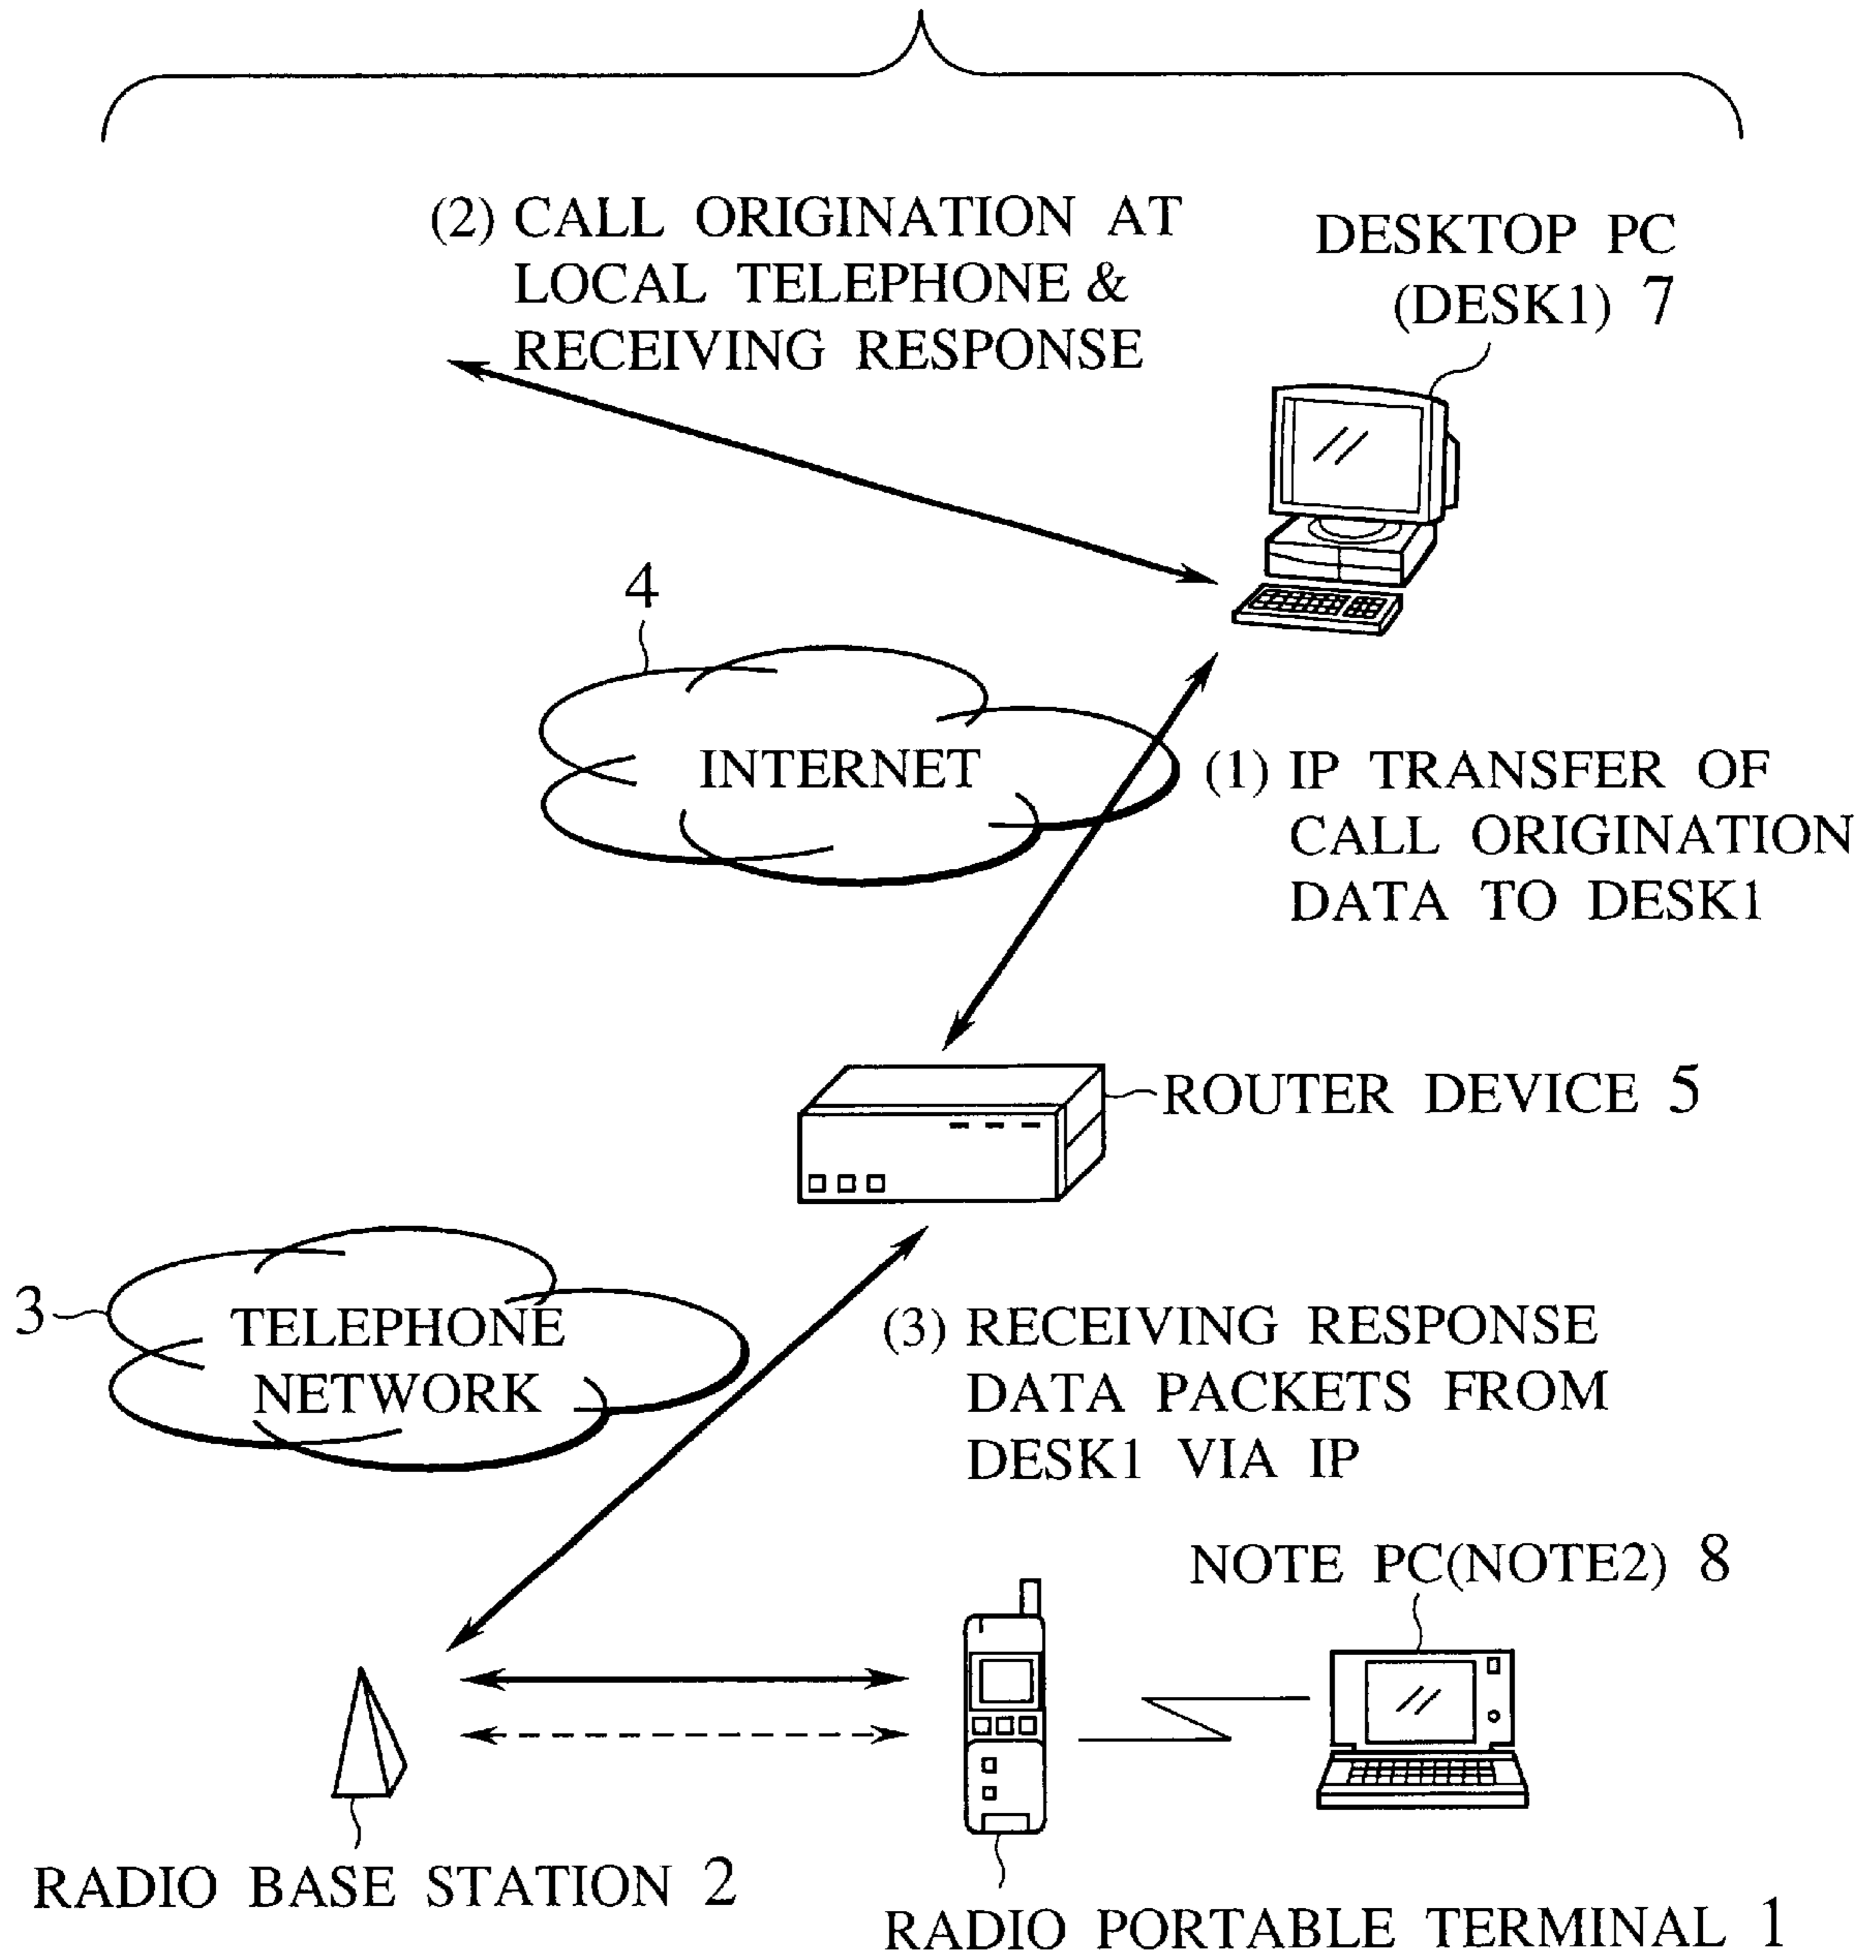 (2) CALL ORIGINATION AT
LOCAL TELEPHONE &
RECEIVING RESPONSE
DESKTOP PC
(DESK1) 7
4
INTERNET
(1) IP TRANSFER OF
CALL ORIGINATION
DATA TO DESK1
ROUTER DEVICE 5
3
TELEPHONE
NETWORK
(3) RECEIVING RESPONSE
DATA PACKETS FROM
DESK1 VIA IP
NOTE PC(NOTE2) 8
RADIO BASE STATION 2
RADIO PORTABLE TERMINAL 1